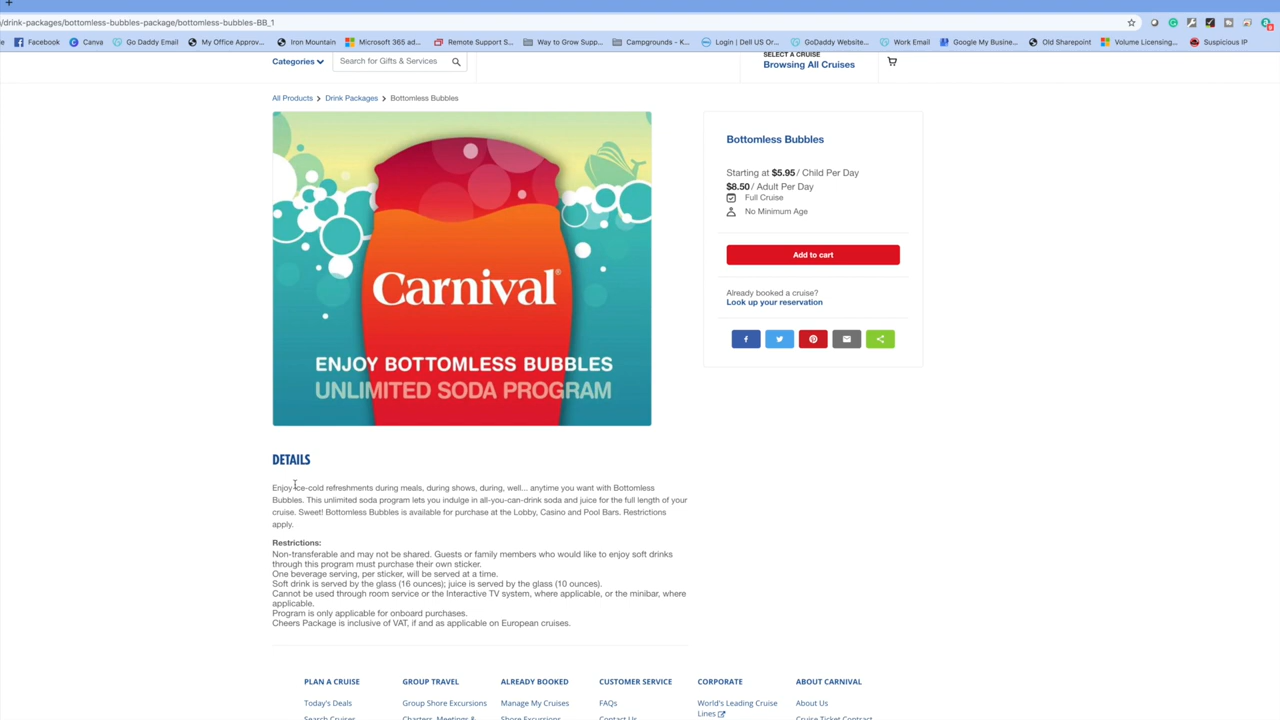 /drink-packages/bottomless-bubbles-package/bottomless-bubbles-BB_1
Facebook Canva Go Daddy Email My Office Approv... Iron Mountain Microsoft 365 ad... Remote Support S... Way to Grow Supp... Campgrounds - K... Login | Dell US Or... GoDaddy Website... Work Email Google My Busine... Old Sharepoint Volume Licensing... Suspicious IP
Categories
Search for Gifts & Services
SELECT A CRUISE
Browsing All Cruises
All Products > Drink Packages > Bottomless Bubbles
Carnival®
ENJOY BOTTOMLESS BUBBLES
UNLIMITED SODA PROGRAM
Bottomless Bubbles
Starting at $5.95 / Child Per Day
$8.50 / Adult Per Day
Full Cruise
No Minimum Age
Add to cart
Already booked a cruise?
Look up your reservation
DETAILS
Enjoy ice-cold refreshments during meals, during shows, during, well... anytime you want with Bottomless
Bubbles. This unlimited soda program lets you indulge in all-you-can-drink soda and juice for the full length of your
cruise. Sweet! Bottomless Bubbles is available for purchase at the Lobby, Casino and Pool Bars. Restrictions
apply.
Restrictions:
Non-transferable and may not be shared. Guests or family members who would like to enjoy soft drinks
through this program must purchase their own sticker.
One beverage serving, per sticker, will be served at a time.
Soft drink is served by the glass (16 ounces); juice is served by the glass (10 ounces).
Cannot be used through room service or the Interactive TV system, where applicable, or the minibar, where
applicable.
Program is only applicable for onboard purchases.
Cheers Package is inclusive of VAT, if and as applicable on European cruises.
PLAN A CRUISE GROUP TRAVEL ALREADY BOOKED CUSTOMER SERVICE CORPORATE ABOUT CARNIVAL
Today's Deals Group Shore Excursions Manage My Cruises FAQs World's Leading Cruise About Us
Lines
Search Cruises Charters, Meetings & Shore Excursions Contact Us Cruise Ticket Contract